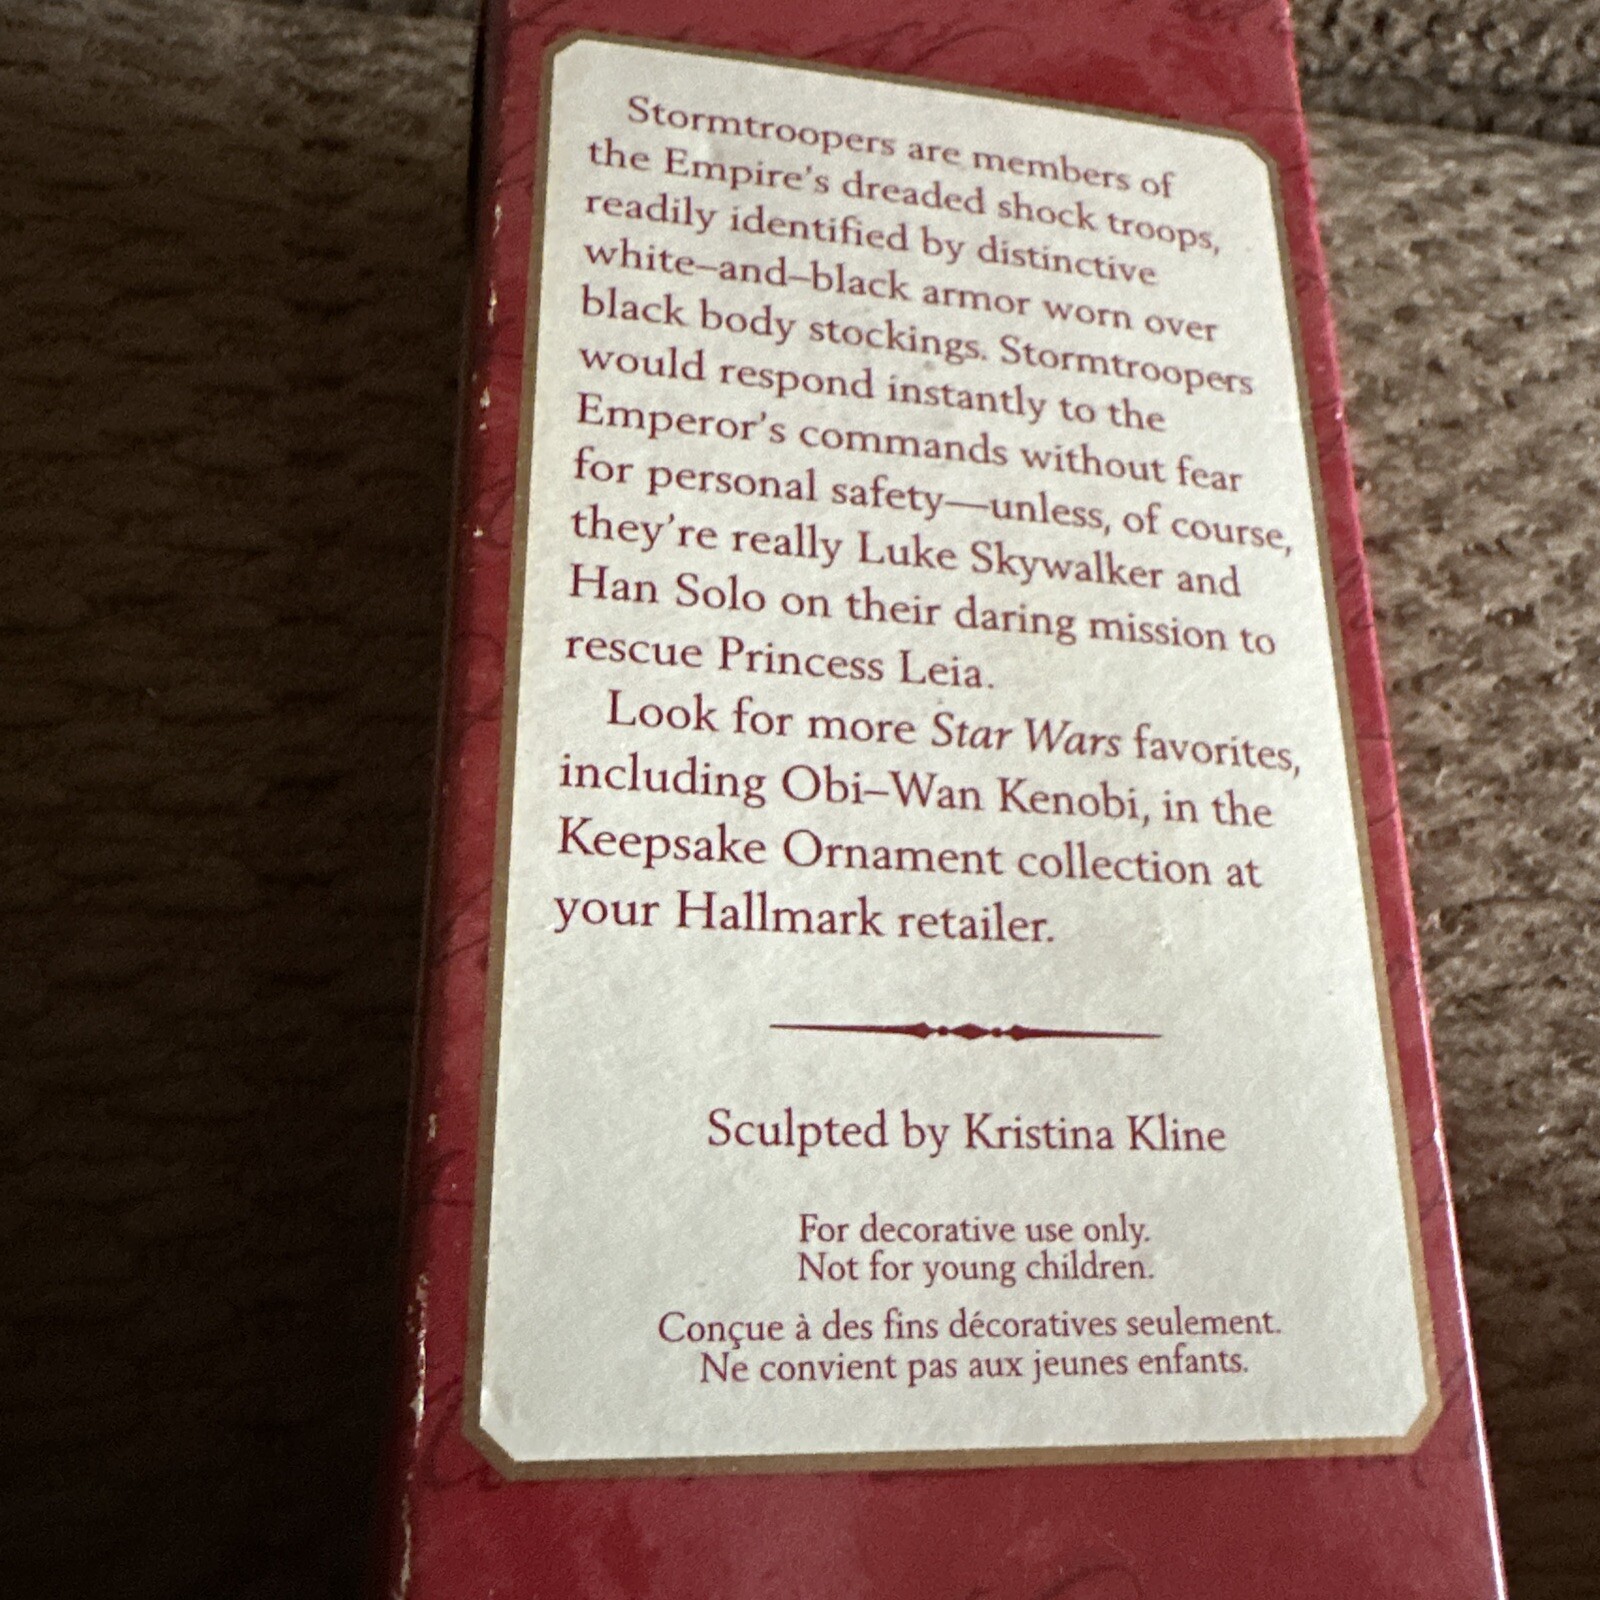 Stormtroopers are members of
the Empire's dreaded shock troops,
readily identified by distinctive
white–and–black armor worn over
black body stockings. Stormtroopers
would respond instantly to the
Emperor's commands without fear
for personal safety—unless, of course,
they're really Luke Skywalker and
Han Solo on their daring mission to
rescue Princess Leia.
Look for more Star Wars favorites,
including Obi–Wan Kenobi, in the
Keepsake Ornament collection at
your Hallmark retailer.
Sculpted by Kristina Kline
For decorative use only.
Not for young children.
Conçue à des fins décoratives seulement.
Ne convient pas aux jeunes enfants.